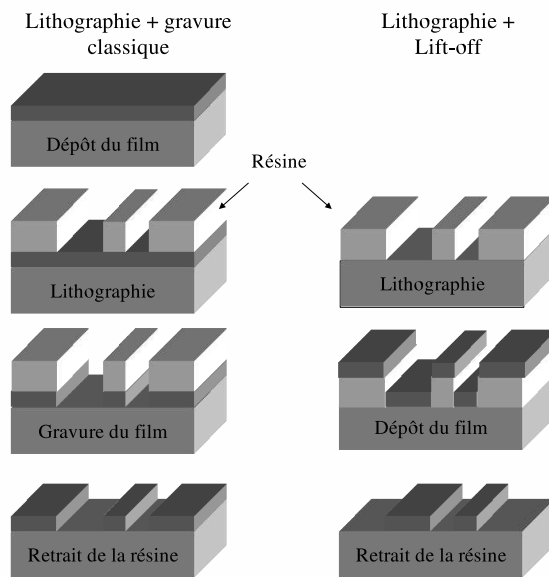 Lithographie + gravure
classique
Lithographie +
Lift-off
Dépôt du film
Résine
Lithographie
Lithographie
Gravure du film
Dépôt du film
Retrait de la résine
Retrait de la résine